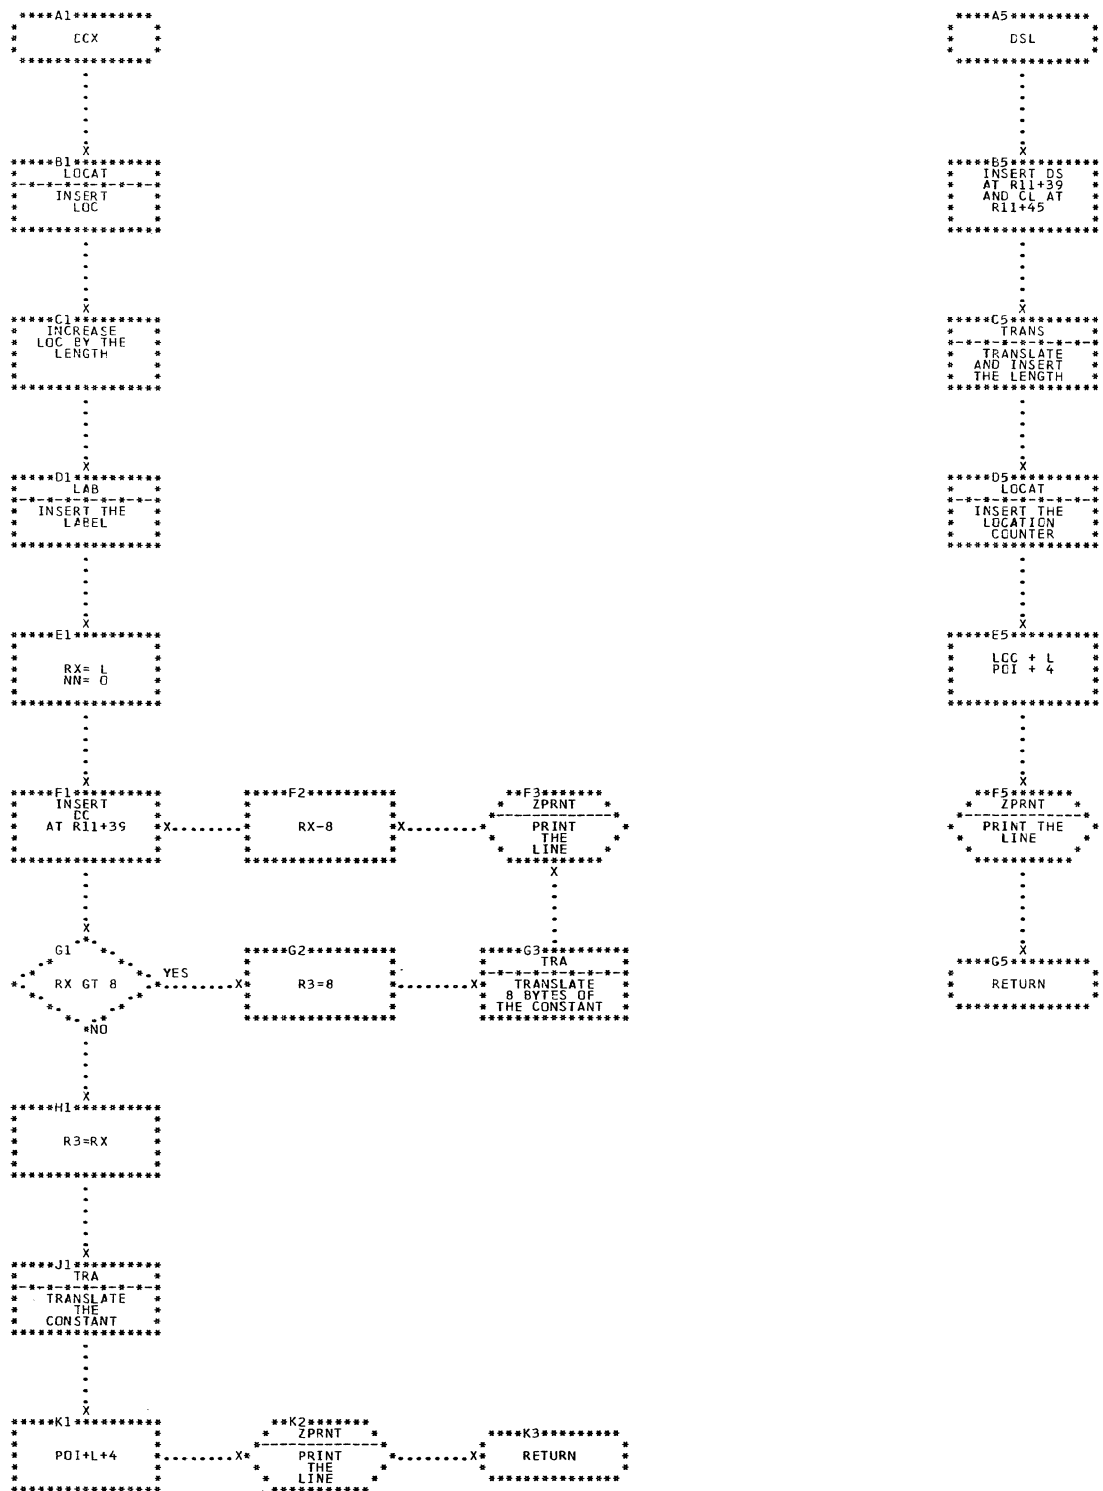 A1
DCX
B1
LOCAT
INSERT
LOC
C1
INCREASE
LOC BY THE
LENGTH
D1
LAB
INSERT THE
LABEL
E1
RX= L
NN= 0
F1
INSERT
DC
AT R11+39
F2
RX-8
F3
ZPRNT
PRINT
THE
LINE
G1
RX GT 8
YES
NO
G2
R3=8
G3
TRA
TRANSLATE
8 BYTES OF
THE CONSTANT
H1
R3=RX
J1
TRA
TRANSLATE
THE
CONSTANT
K1
POI+L+4
K2
ZPRNT
PRINT
THE
LINE
K3
RETURN
A5
DSL
B5
INSERT DS
AT R11+39
AND CL AT
R11+45
C5
TRANS
TRANSLATE
AND INSERT
THE LENGTH
D5
LOCAT
INSERT THE
LOCATION
COUNTER
E5
LOC + L
POI + 4
F5
ZPRNT
PRINT THE
LINE
G5
RETURN